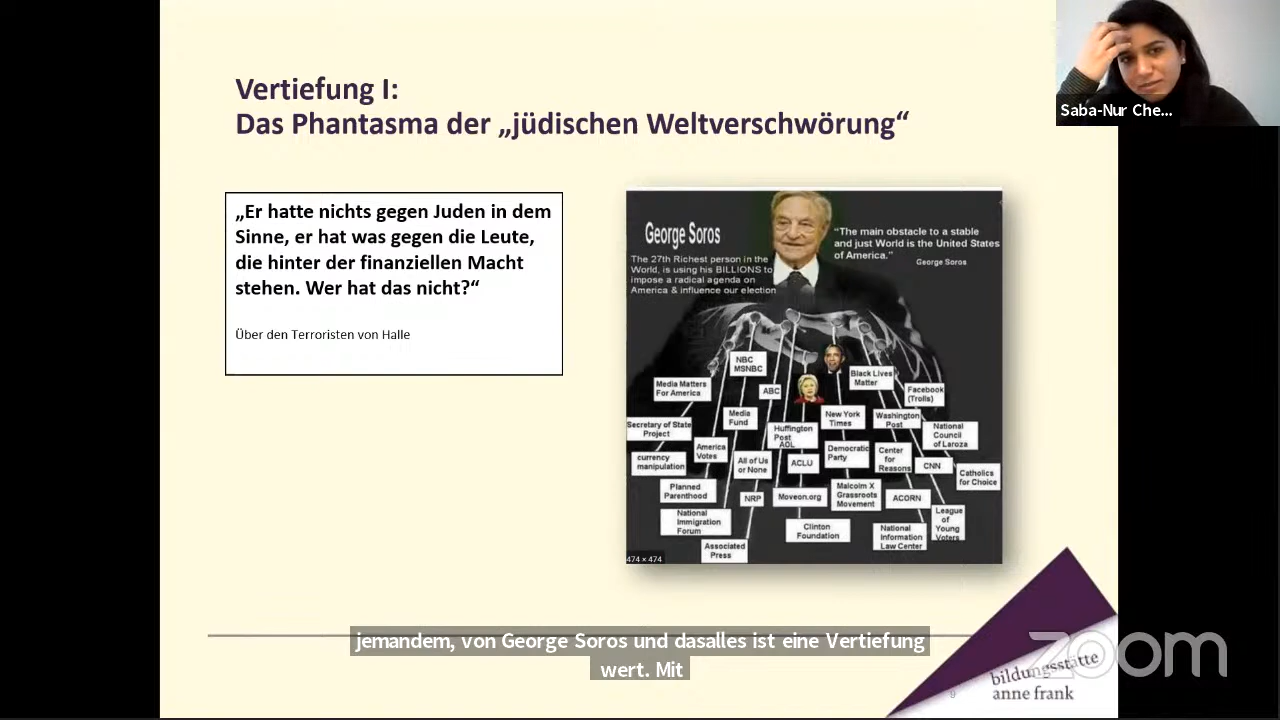 Vertiefung I:
Das Phantasma der „jüdischen Weltverschwörung“
Saba-Nur Che...
„Er hatte nichts gegen Juden in dem
Sinne, er hat was gegen die Leute,
die hinter der finanziellen Macht
stehen. Wer hat das nicht?“
Über den Terroristen von Halle
George Soros
The 27th Richest person in the
World, is using his BILLIONS to
impose a radical agenda on
America & influence our election
“The main obstacle to a stable
and just World is the United States
of America.”
George Soros
NBC
MSNBC
Media Matters
For America
ABC
Black Lives
Matter
Facebook
(Trolls)
Secretary of State
Project
Media
Fund
Huffington
Post
AOL
New York
Times
Washington
Post
National
Council
of Laroza
currency
manipulation
America
Votes
All of Us
or None
ACLU
Democratic
Party
Center
for
Reasons
CNN
Catholics
for Choice
Planned
Parenthood
NRP
Moveon.org
Malcolm X
Grassroots
Movement
ACORN
National
Immigration
Forum
Clinton
Foundation
National
Information
Law Center
League
of
Young
Voters
Associated
Press
474 × 474
jemandem, von George Soros und dasalles ist eine Vertiefung
wert. Mit
zoom
bildungsstätte
anne frank
9